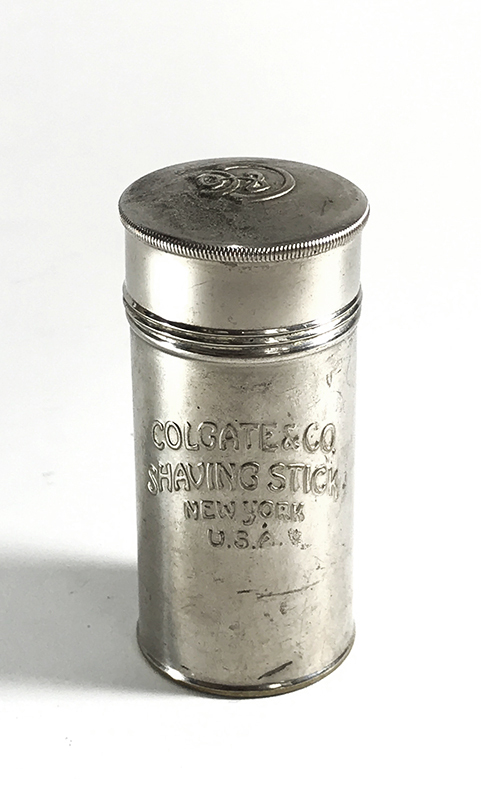 COLGATE & CO.
SHAVING STICK,
NEW YORK
U.S.A.